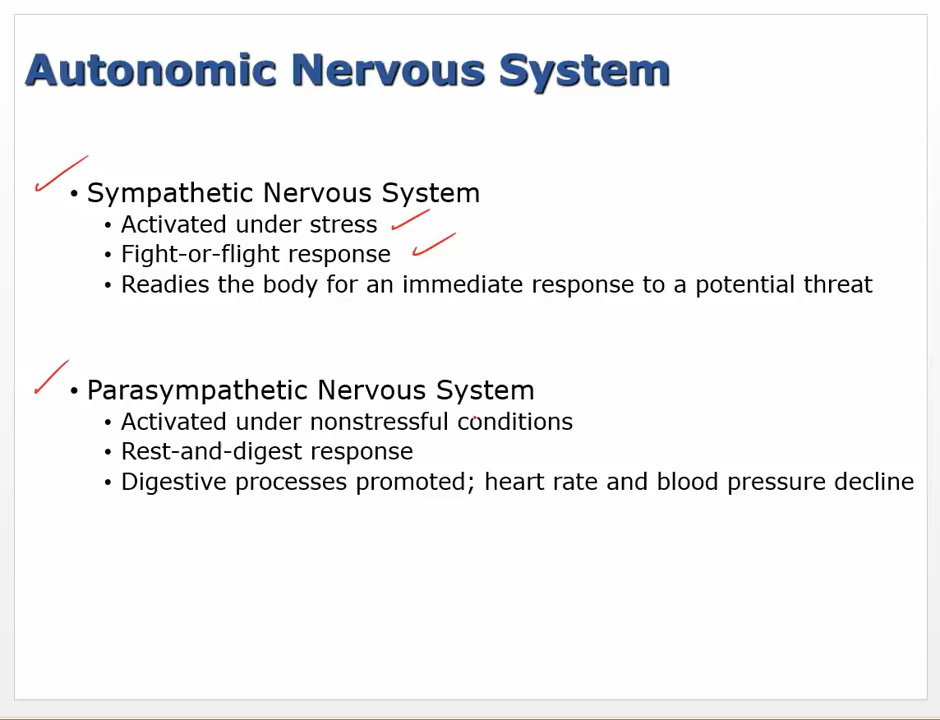 Autonomic Nervous System
• Sympathetic Nervous System
• Activated under stress
• Fight-or-flight response
• Readies the body for an immediate response to a potential threat
• Parasympathetic Nervous System
• Activated under nonstressful conditions
• Rest-and-digest response
• Digestive processes promoted; heart rate and blood pressure decline